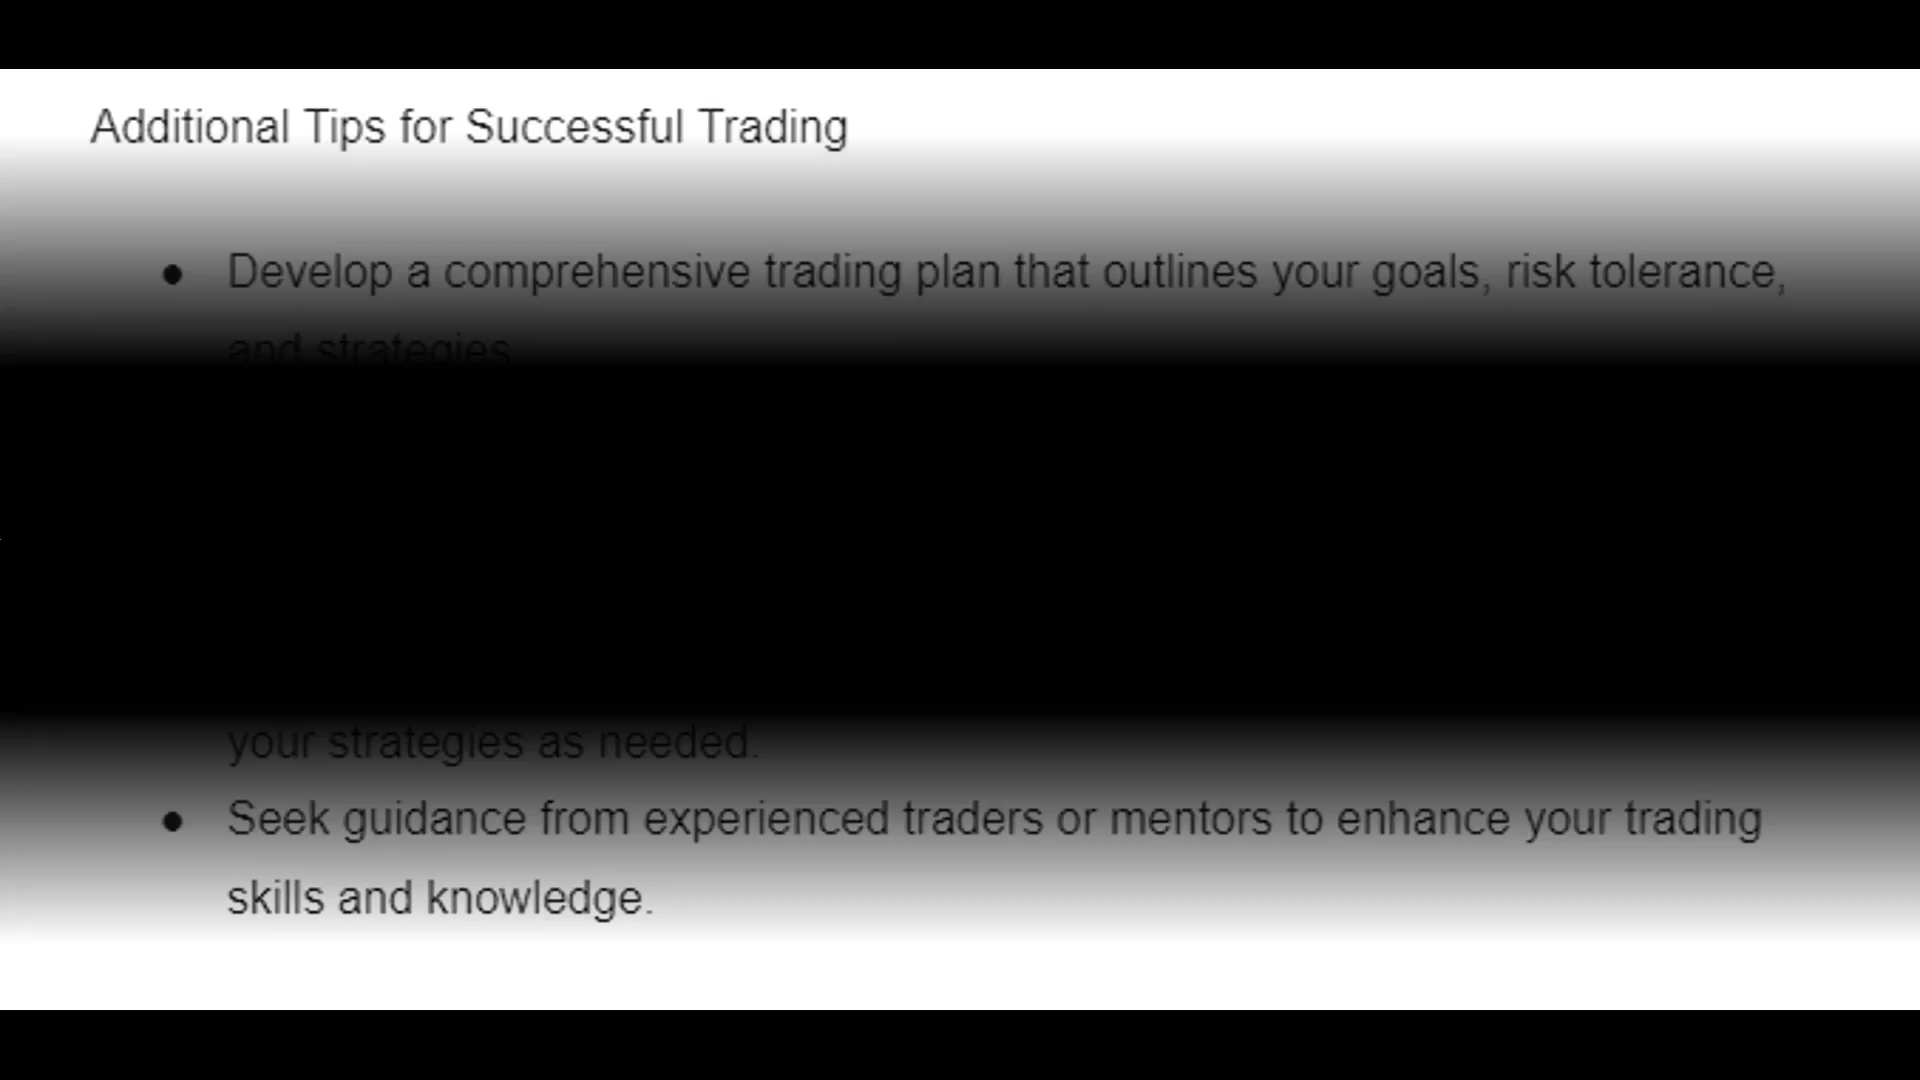 Additional Tips for Successful Trading
● Develop a comprehensive trading plan that outlines your goals, risk tolerance,
and strategies
your strategies as needed.
● Seek guidance from experienced traders or mentors to enhance your trading
skills and knowledge.